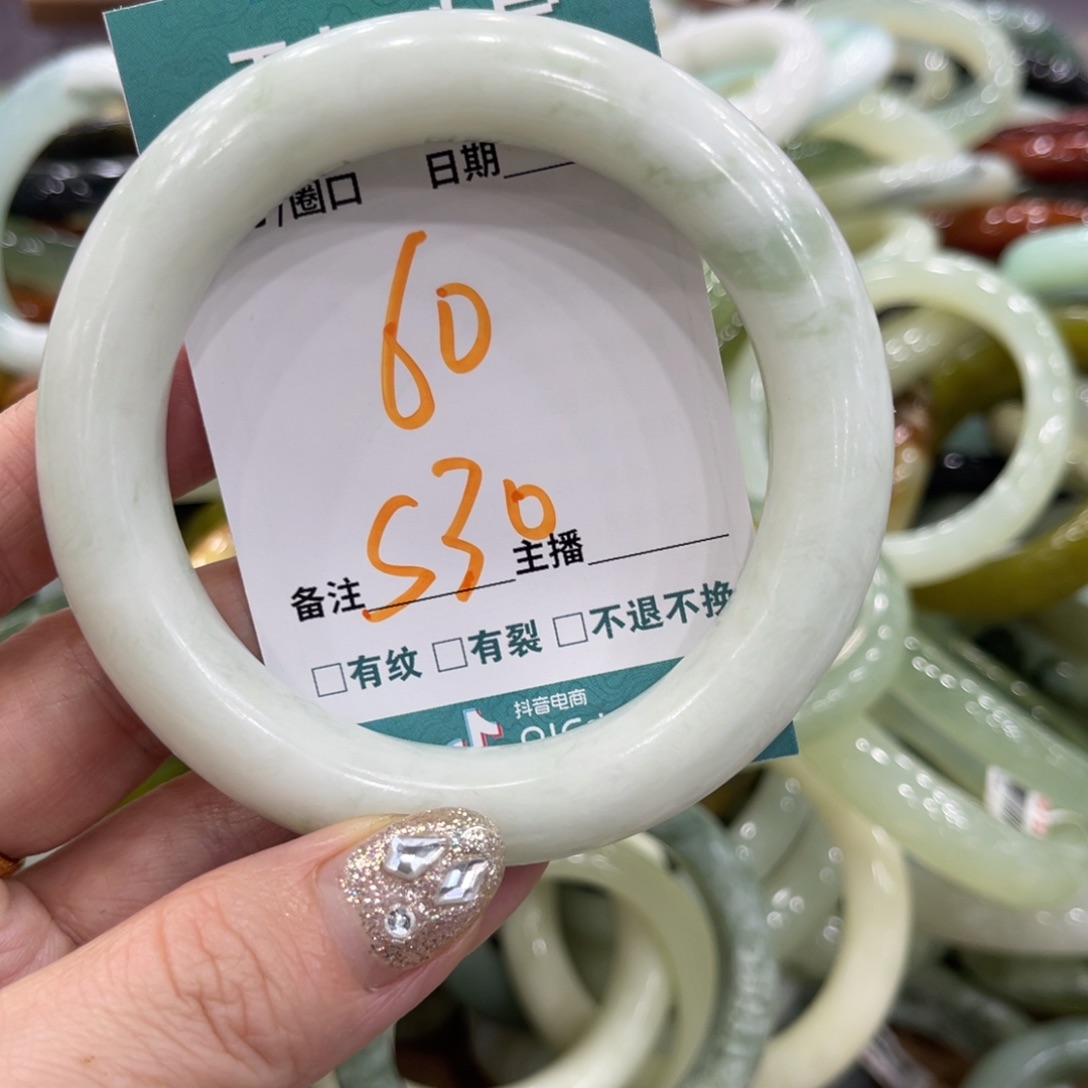 /圈口 日期
60
530
备注 主播
□有纹 □有裂 □不退不换
抖音电商